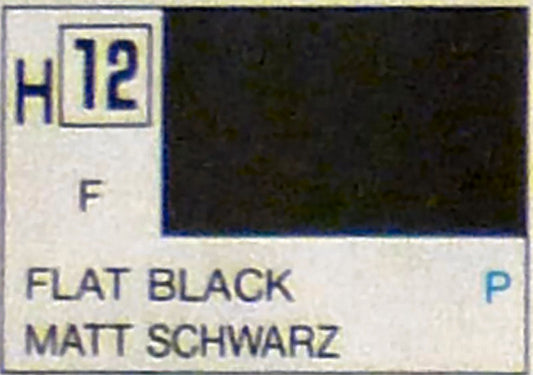 H 12
F
FLAT BLACK P
MATT SCHWARZ